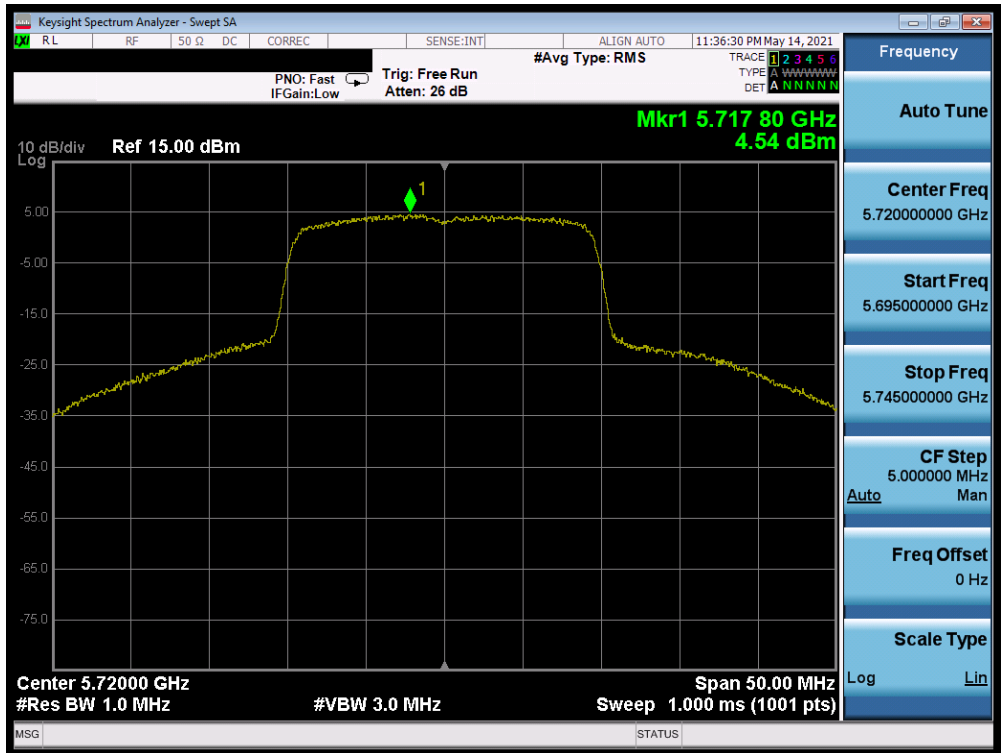 Keysight Spectrum Analyzer - Swept SA
LXI RL RF 50 Ω DC CORREC SENSE:INT ALIGN AUTO 11:36:30 PM May 14, 2021
#Avg Type: RMS
TRACE 1 2 3 4 5 6
PNO: Fast Trig: Free Run
TYPE A WWWWW
IFGain:Low Atten: 26 dB
DET A N N N N N
Frequency
Mkr1 5.717 80 GHz
4.54 dBm
10 dB/div Ref 15.00 dBm
Log
1
5.00
-5.00
-15.0
-25.0
-35.0
-45.0
-55.0
-65.0
-75.0
Auto Tune
Center Freq
5.720000000 GHz
Start Freq
5.695000000 GHz
Stop Freq
5.745000000 GHz
CF Step
5.000000 MHz
Auto Man
Freq Offset
0 Hz
Scale Type
Log Lin
Center 5.72000 GHz Span 50.00 MHz
#Res BW 1.0 MHz #VBW 3.0 MHz Sweep 1.000 ms (1001 pts)
MSG STATUS